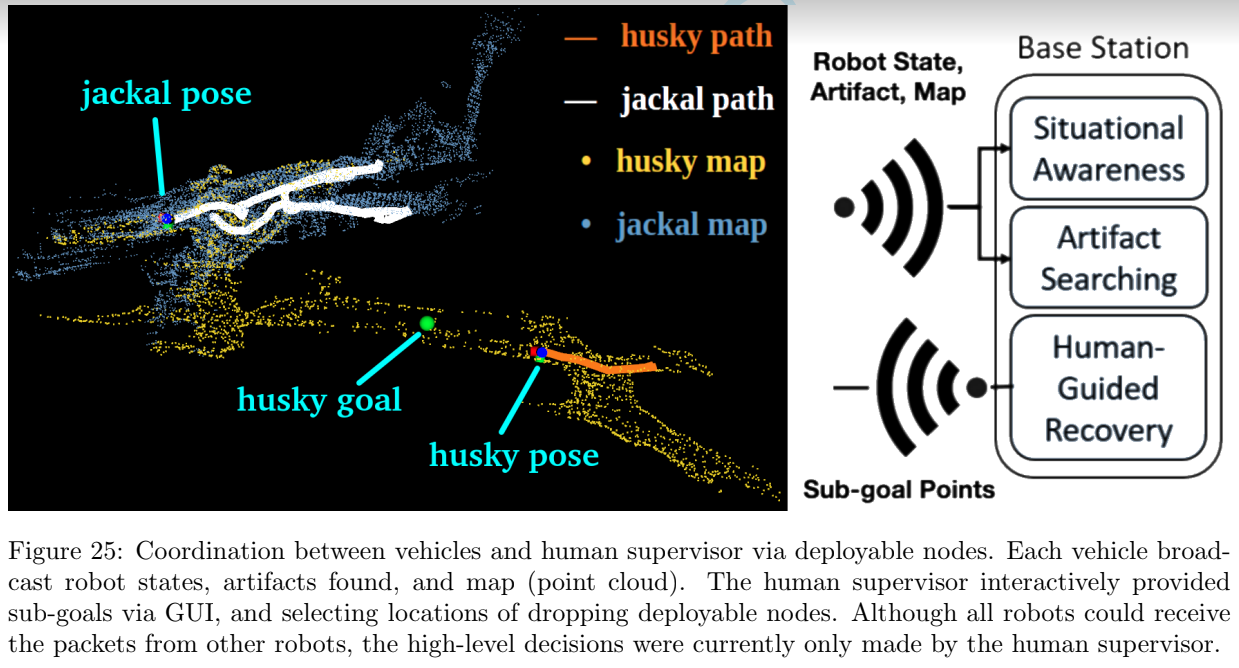 jackal pose
husky path
jackal path
husky map
jackal map
husky goal
husky pose
Robot State,
Artifact, Map
Base Station
Situational
Awareness
Artifact
Searching
Human-
Guided
Recovery
Sub-goal Points
Figure 25: Coordination between vehicles and human supervisor via deployable nodes. Each vehicle broad-
cast robot states, artifacts found, and map (point cloud). The human supervisor interactively provided
sub-goals via GUI, and selecting locations of dropping deployable nodes. Although all robots could receive
the packets from other robots, the high-level decisions were currently only made by the human supervisor.